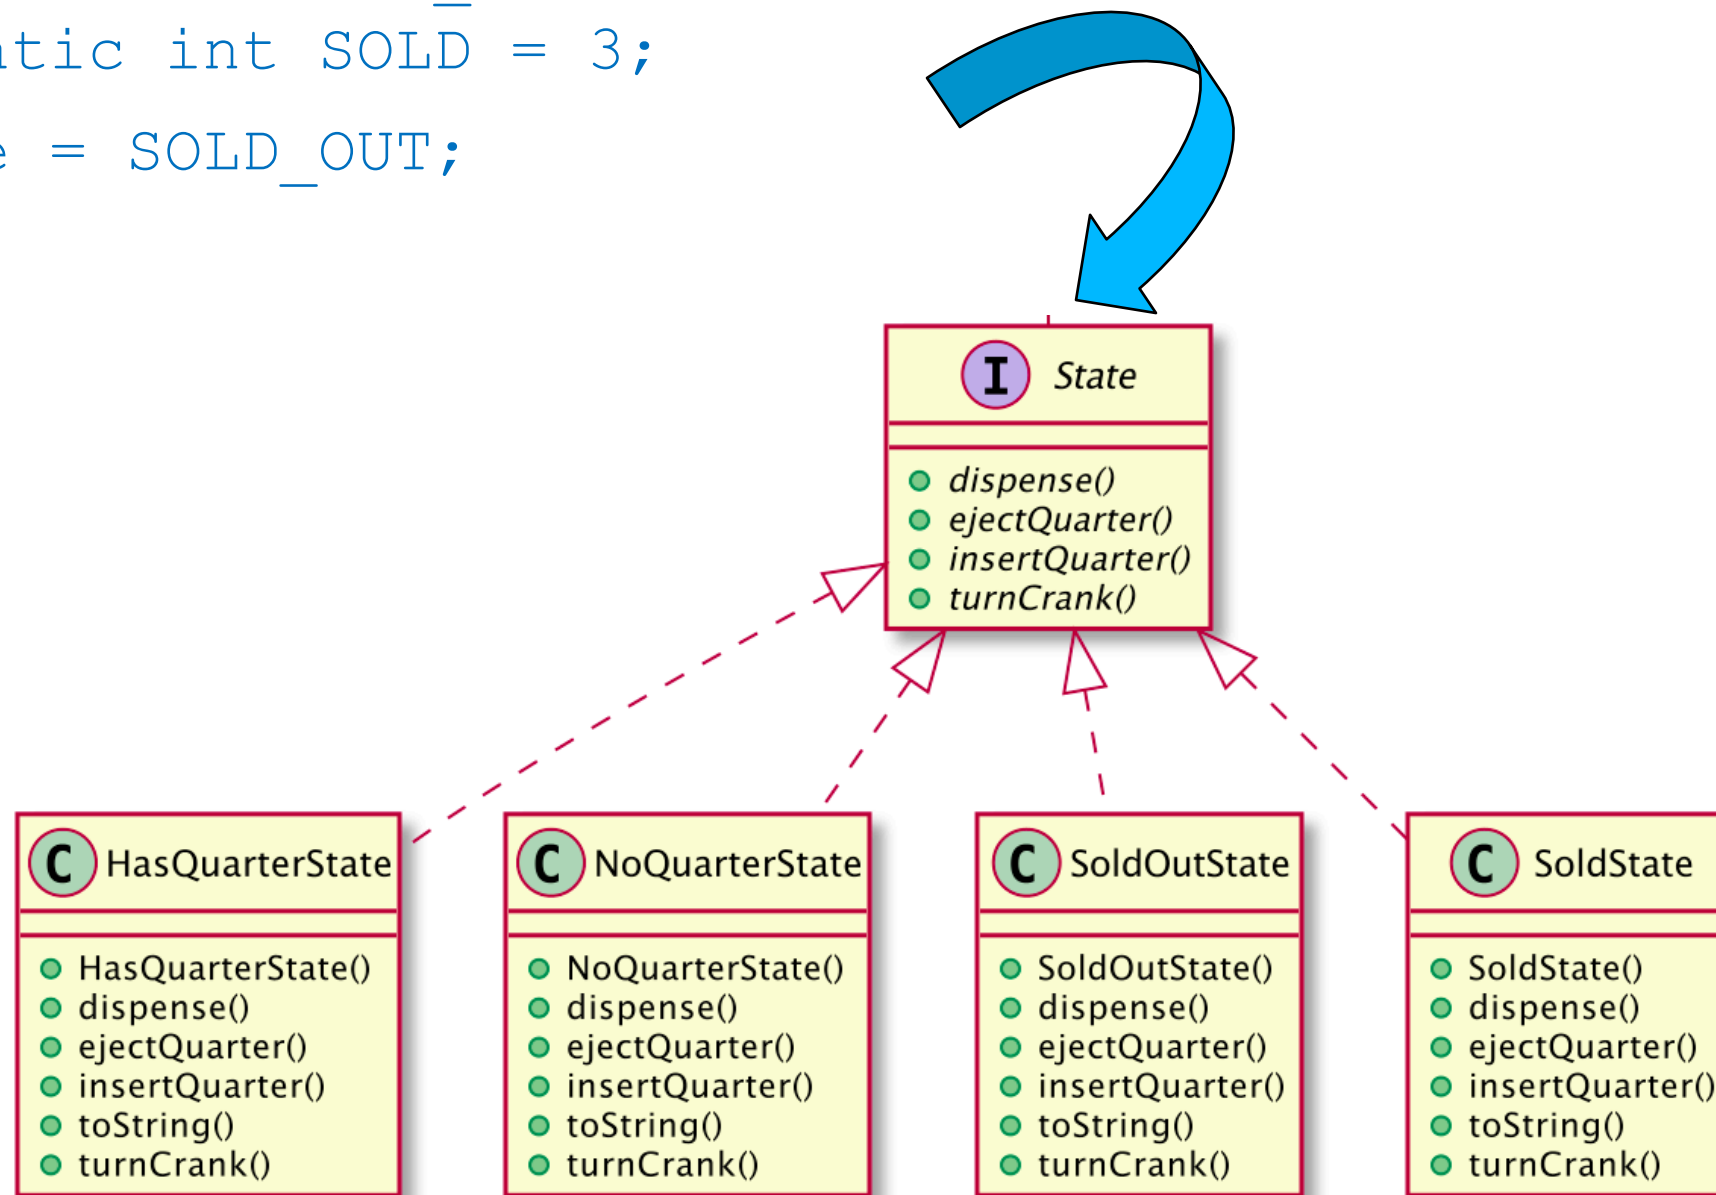 atic int SOLD = 3;
e = SOLD_OUT;
I State
dispense()
ejectQuarter()
insertQuarter()
turnCrank()
C HasQuarterState
HasQuarterState()
dispense()
ejectQuarter()
insertQuarter()
toString()
turnCrank()
C NoQuarterState
NoQuarterState()
dispense()
ejectQuarter()
insertQuarter()
toString()
turnCrank()
C SoldOutState
SoldOutState()
dispense()
ejectQuarter()
insertQuarter()
toString()
turnCrank()
C SoldState
SoldState()
dispense()
ejectQuarter()
insertQuarter()
toString()
turnCrank()